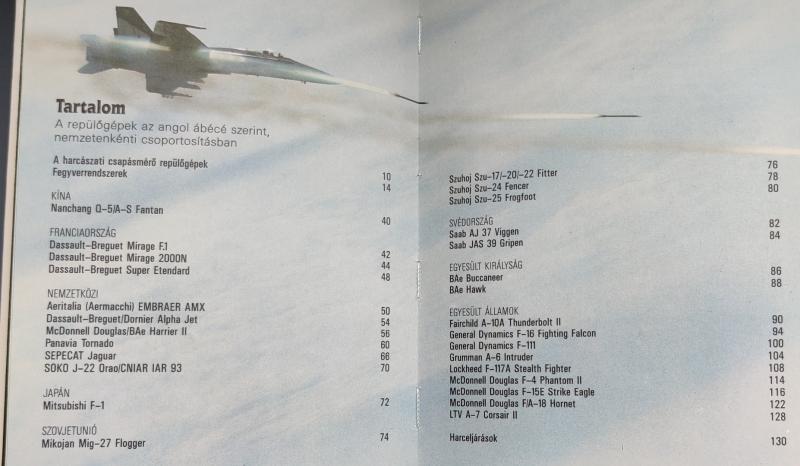 Tartalom
A repülőgépek az angol ábécé szerint,
nemzetenkénti csoportosításban
A harcászati csapásmérő repülőgépek 10
Fegyverrendszerek 14
KÍNA
Nanchang Q-5/A-S Fantan 40
FRANCIAORSZÁG
Dassault-Breguet Mirage F.1 42
Dassault-Breguet Mirage 2000N 44
Dassault-Breguet Super Etendard 48
NEMZETKÖZI
Aeritalia (Aermacchi) EMBRAER AMX 50
Dassault-Breguet/Dornier Alpha Jet 54
McDonnell Douglas/BAe Harrier II 56
Panavia Tornado 60
SEPECAT Jaguar 66
SOKO J-22 Orao/CNIAR IAR 93 70
JAPÁN
Mitsubishi F-1 72
SZOVJETUNIÓ
Mikojan Mig-27 Flogger 74
Szuhoj Szu-17/-20/-22 Fitter 76
Szuhoj Szu-24 Fencer 78
Szuhoj Szu-25 Frogfoot 80
SVÉDORSZÁG
Saab AJ 37 Viggen 82
Saab JAS 39 Gripen 84
EGYESÜLT KIRÁLYSÁG
BAe Buccaneer 86
BAe Hawk 88
EGYESÜLT ÁLLAMOK
Fairchild A-10A Thunderbolt II 90
General Dynamics F-16 Fighting Falcon 94
General Dynamics F-111 100
Grumman A-6 Intruder 104
Lockheed F-117A Stealth Fighter 108
McDonnell Douglas F-4 Phantom II 114
McDonnell Douglas F-15E Strike Eagle 116
McDonnell Douglas F/A-18 Hornet 122
LTV A-7 Corsair II 128
Harceljárások 130